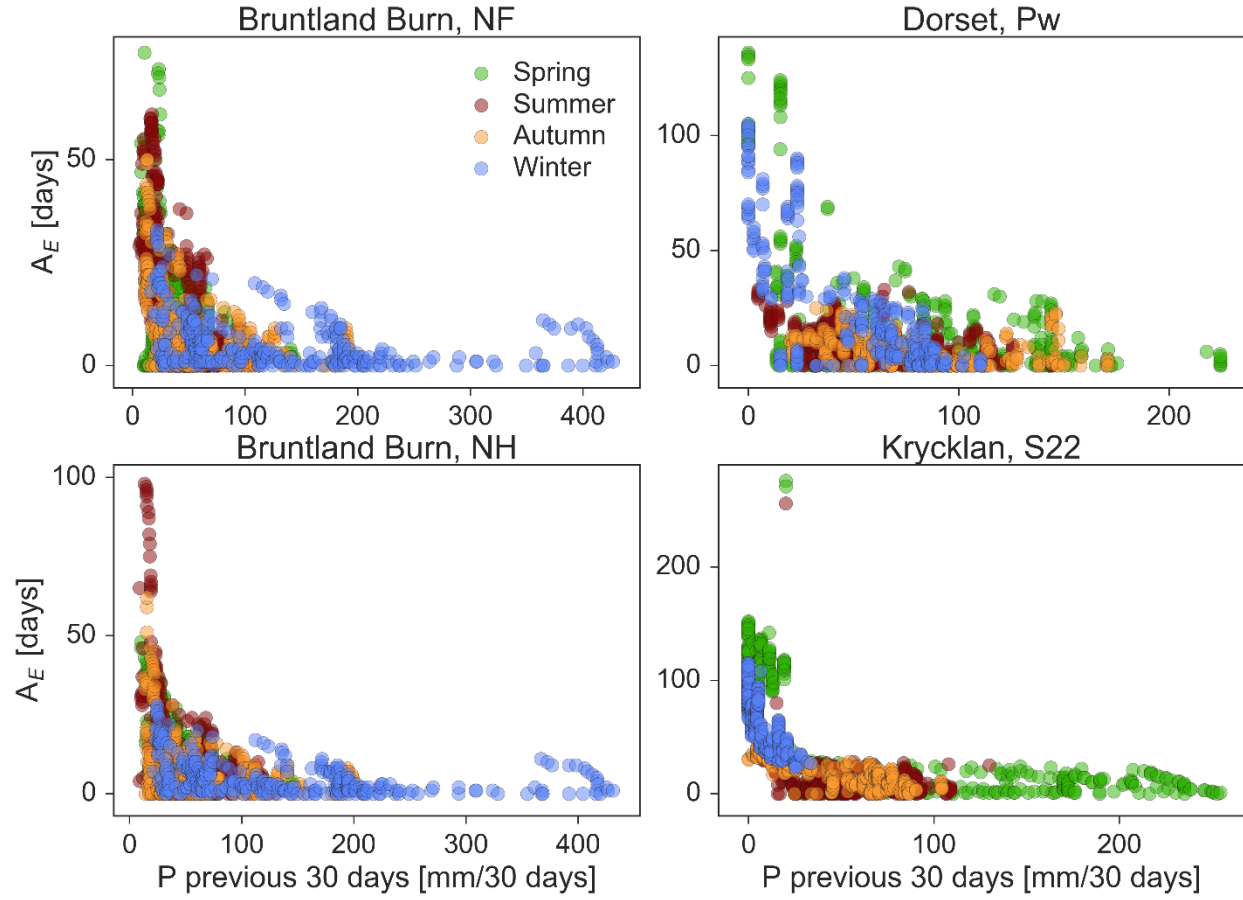 Bruntland Burn, NF
Dorset, Pw
Spring
Summer
Autumn
Winter
A_E [days]
50
0
0 100 200 300 400
100
50
0
0 100 200
Bruntland Burn, NH
Krycklan, S22
A_E [days]
100
50
0
0 100 200 300 400
P previous 30 days [mm/30 days]
200
100
0
0 100 200
P previous 30 days [mm/30 days]